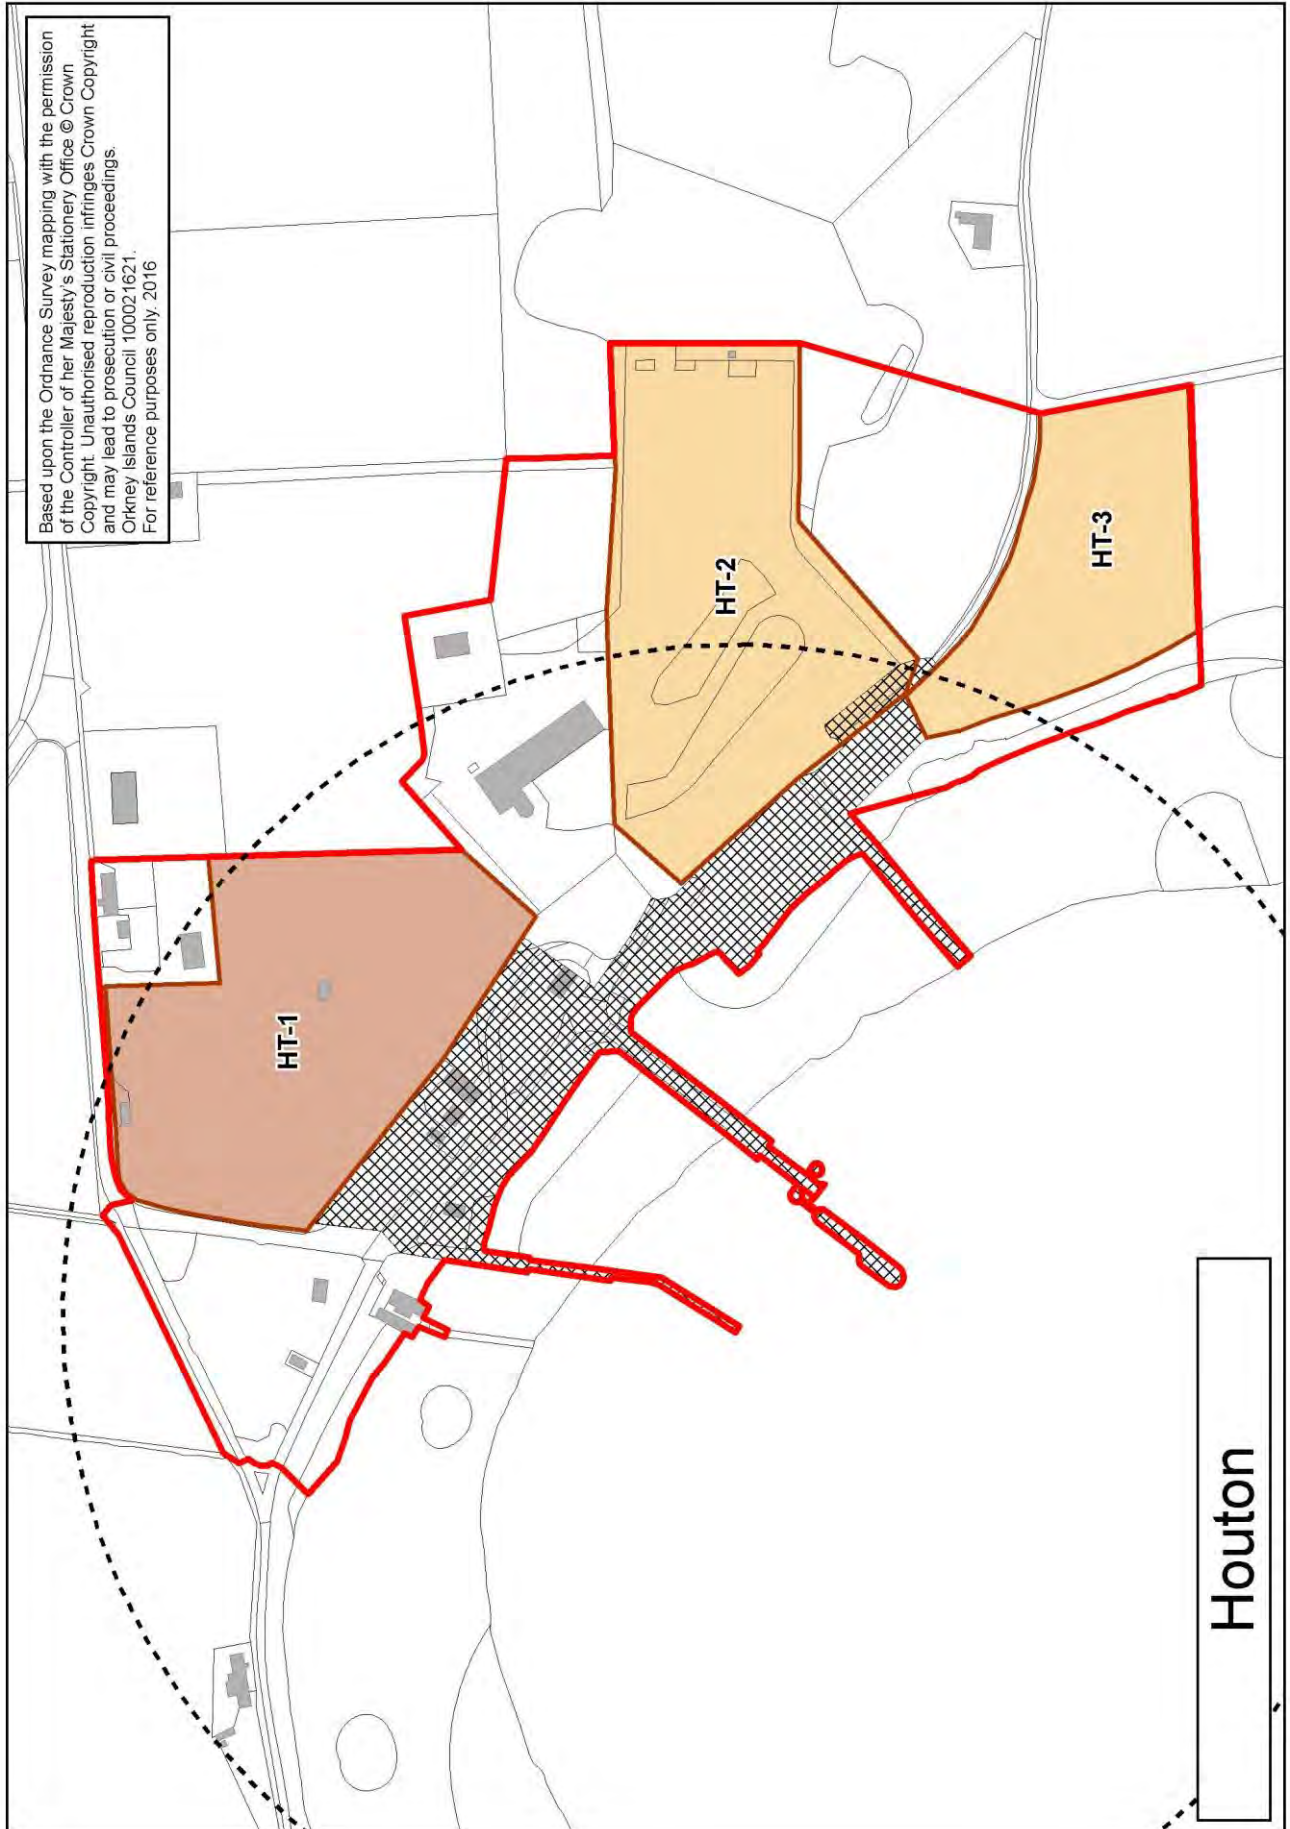 Based upon the Ordnance Survey mapping with the permission
of the Controller of her Majesty's Stationery Office © Crown
Copyright. Unauthorised reproduction infringes Crown Copyright
and may lead to prosecution or civil proceedings.
Orkney Islands Council 100021621.
For reference purposes only. 2016
HT-1
HT-2
HT-3
Houton